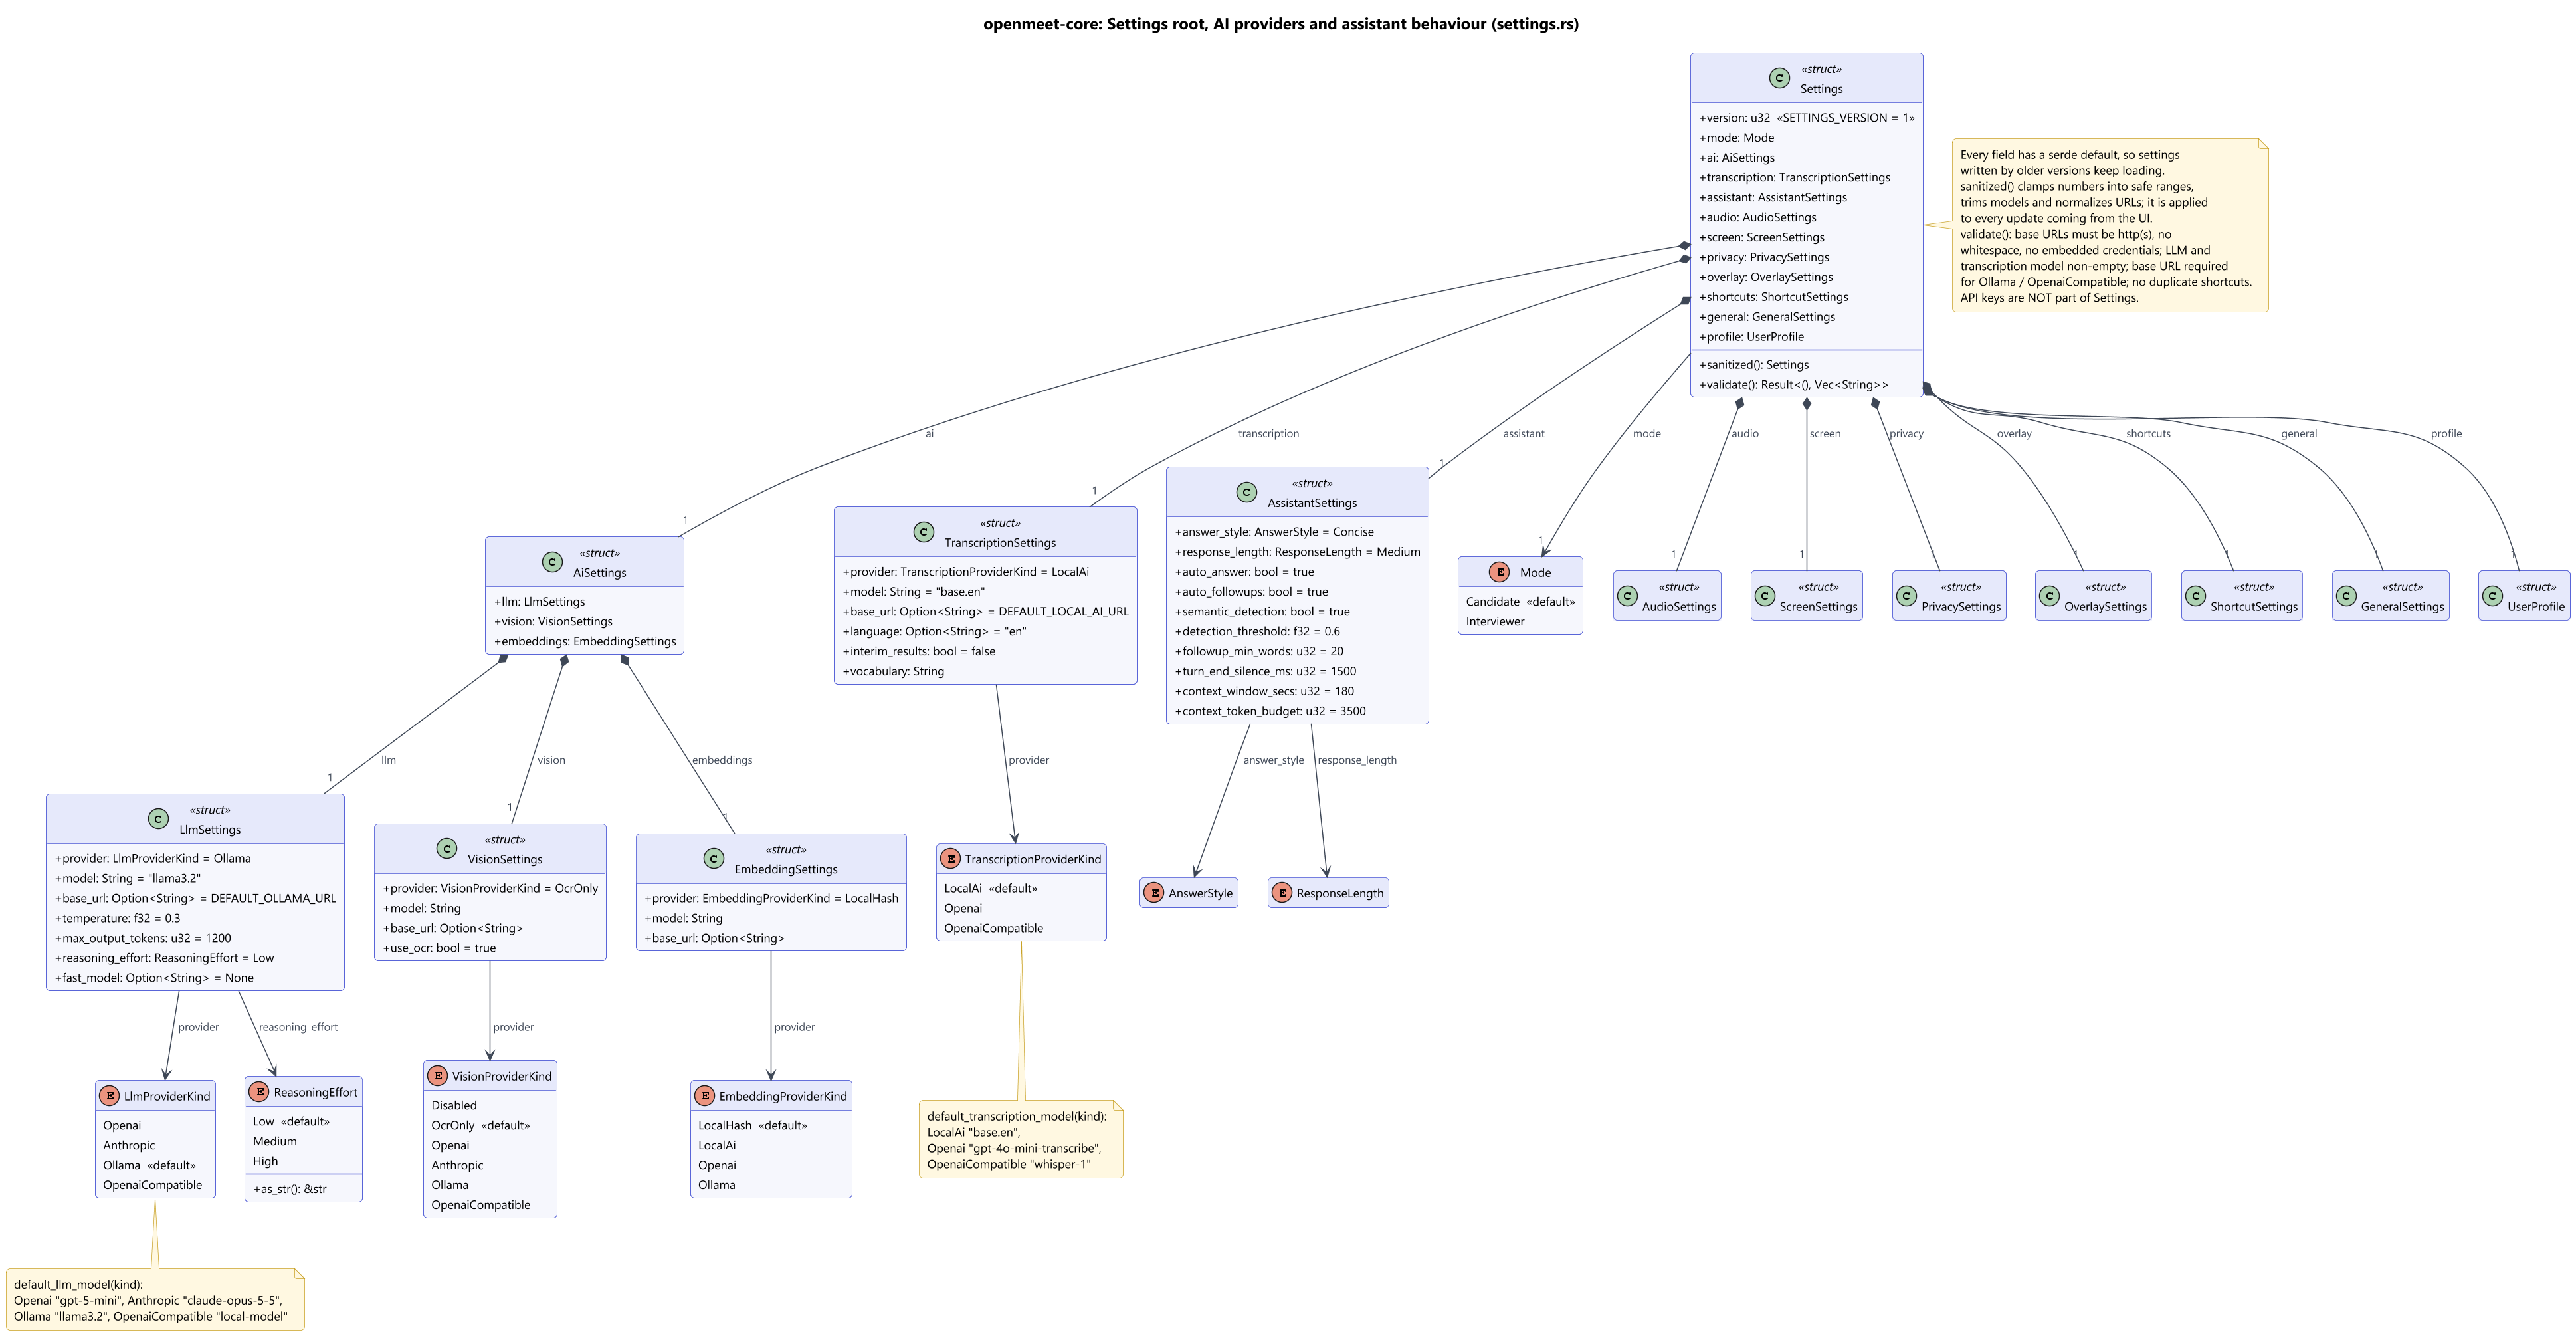 openmeet-core: Settings root, AI providers and assistant behaviour (settings.rs)
C
«struct»
Settings
+version: u32 «SETTINGS_VERSION = 1»
+mode: Mode
+ai: AiSettings
+transcription: TranscriptionSettings
+assistant: AssistantSettings
+audio: AudioSettings
+screen: ScreenSettings
+privacy: PrivacySettings
+overlay: OverlaySettings
+shortcuts: ShortcutSettings
+general: GeneralSettings
+profile: UserProfile
+sanitized(): Settings
+validate(): Result<(), Vec<String>>
Every field has a serde default, so settings
written by older versions keep loading.
sanitized() clamps numbers into safe ranges,
trims models and normalizes URLs; it is applied
to every update coming from the UI.
validate(): base URLs must be http(s), no
whitespace, no embedded credentials; LLM and
transcription model non-empty; base URL required
for Ollama / OpenaiCompatible; no duplicate shortcuts.
API keys are NOT part of Settings.
ai
transcription
assistant
mode
audio
screen
privacy
overlay
shortcuts
general
profile
1
1
1
1
1
1
1
1
1
1
1
C
«struct»
AiSettings
+llm: LlmSettings
+vision: VisionSettings
+embeddings: EmbeddingSettings
C
«struct»
TranscriptionSettings
+provider: TranscriptionProviderKind = LocalAi
+model: String = "base.en"
+base_url: Option<String> = DEFAULT_LOCAL_AI_URL
+language: Option<String> = "en"
+interim_results: bool = false
+vocabulary: String
C
«struct»
AssistantSettings
+answer_style: AnswerStyle = Concise
+response_length: ResponseLength = Medium
+auto_answer: bool = true
+auto_followups: bool = true
+semantic_detection: bool = true
+detection_threshold: f32 = 0.6
+followup_min_words: u32 = 20
+turn_end_silence_ms: u32 = 1500
+context_window_secs: u32 = 180
+context_token_budget: u32 = 3500
E
Mode
Candidate «default»
Interviewer
C
«struct»
AudioSettings
C
«struct»
ScreenSettings
C
«struct»
PrivacySettings
C
«struct»
OverlaySettings
C
«struct»
ShortcutSettings
C
«struct»
GeneralSettings
C
«struct»
UserProfile
llm
vision
embeddings
provider
answer_style
response_length
1
1
1
C
«struct»
LlmSettings
+provider: LlmProviderKind = Ollama
+model: String = "llama3.2"
+base_url: Option<String> = DEFAULT_OLLAMA_URL
+temperature: f32 = 0.3
+max_output_tokens: u32 = 1200
+reasoning_effort: ReasoningEffort = Low
+fast_model: Option<String> = None
C
«struct»
VisionSettings
+provider: VisionProviderKind = OcrOnly
+model: String
+base_url: Option<String>
+use_ocr: bool = true
C
«struct»
EmbeddingSettings
+provider: EmbeddingProviderKind = LocalHash
+model: String
+base_url: Option<String>
E
TranscriptionProviderKind
LocalAi «default»
Openai
OpenaiCompatible
E
AnswerStyle
E
ResponseLength
provider
reasoning_effort
provider
provider
E
LlmProviderKind
Openai
Anthropic
Ollama «default»
OpenaiCompatible
E
ReasoningEffort
Low «default»
Medium
High
+as_str(): &str
E
VisionProviderKind
Disabled
OcrOnly «default»
Openai
Anthropic
Ollama
OpenaiCompatible
E
EmbeddingProviderKind
LocalHash «default»
LocalAi
Openai
Ollama
default_transcription_model(kind):
LocalAi "base.en",
Openai "gpt-4o-mini-transcribe",
OpenaiCompatible "whisper-1"
default_llm_model(kind):
Openai "gpt-5-mini", Anthropic "claude-opus-5-5",
Ollama "llama3.2", OpenaiCompatible "local-model"